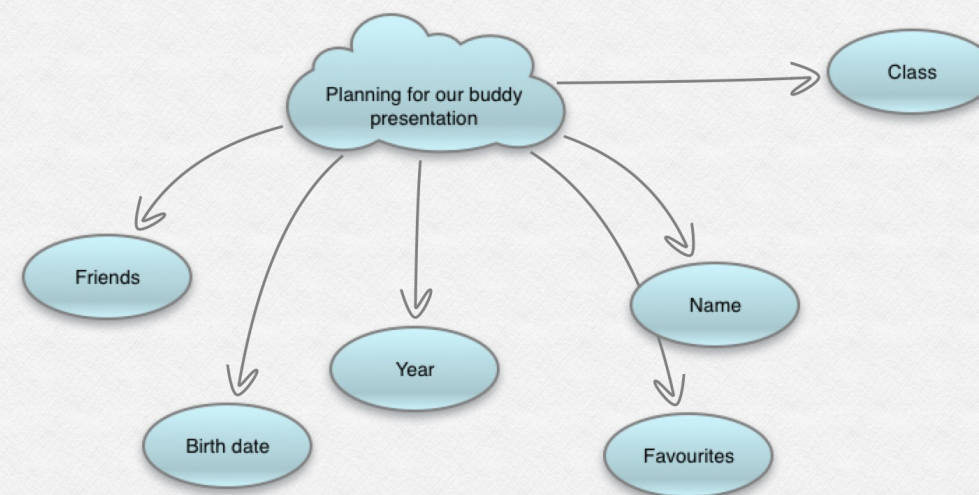 Class
Planning for our buddy
presentation
Friends
Name
Year
Birth date
Favourites